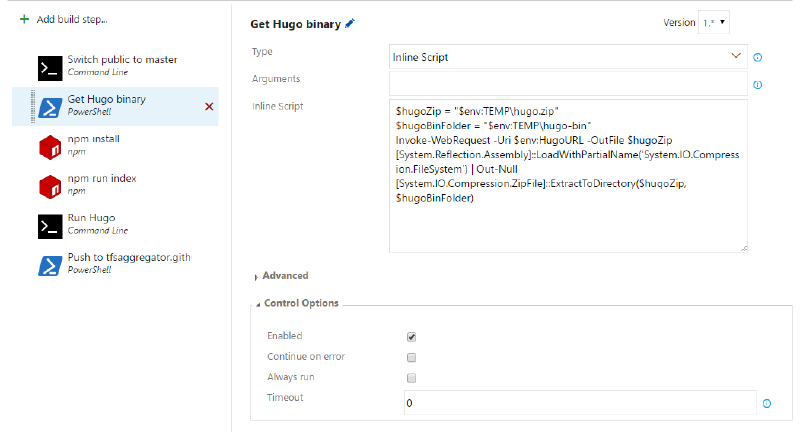 Add build step...
Switch public to master
Command Line
Get Hugo binary
PowerShell
npm install
npm
npm run index
npm
Run Hugo
Command Line
Push to tfsaggregator.gith
PowerShell
Get Hugo binary
Version 1.*
Type
Inline Script
Arguments
Inline Script
$hugoZip = "$env:TEMP\hugo.zip"
$hugoBinFolder = "$env:TEMP\hugo-bin"
Invoke-WebRequest -Uri $env:HugoURL -OutFile $hugoZip
[System.Reflection.Assembly]::LoadWithPartialName('System.IO.Compress
ion.FileSystem') | Out-Null
[System.IO.Compression.ZipFile]::ExtractToDirectory($hugoZip,
$hugoBinFolder)
Advanced
Control Options
Enabled
Continue on error
Always run
Timeout
0